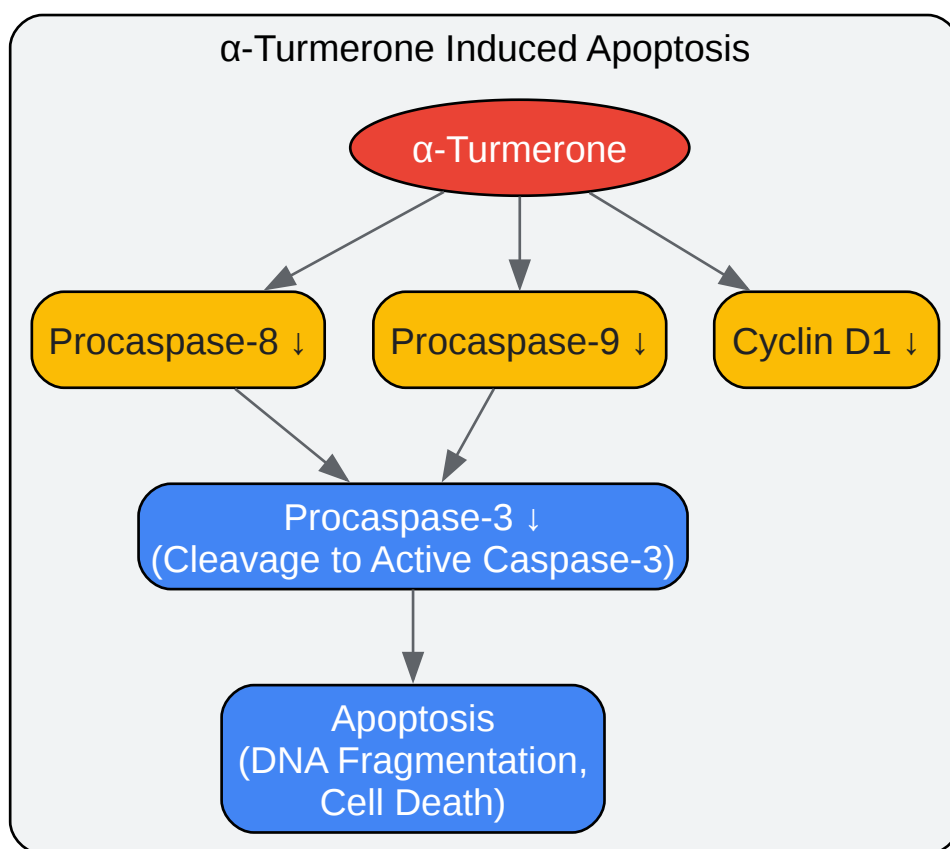 α-Turmerone Induced Apoptosis
α-Turmerone
Procaspase-8 ↓
Procaspase-9 ↓
Cyclin D1 ↓
Procaspase-3 ↓
(Cleavage to Active Caspase-3)
Apoptosis
(DNA Fragmentation,
Cell Death)